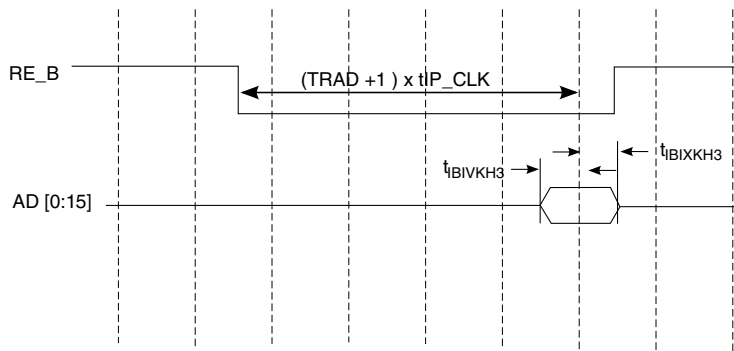 RE_B
(TRAD +1 ) x tIP_CLK
tIBIVKH3
tIBIXKH3
AD [0:15]